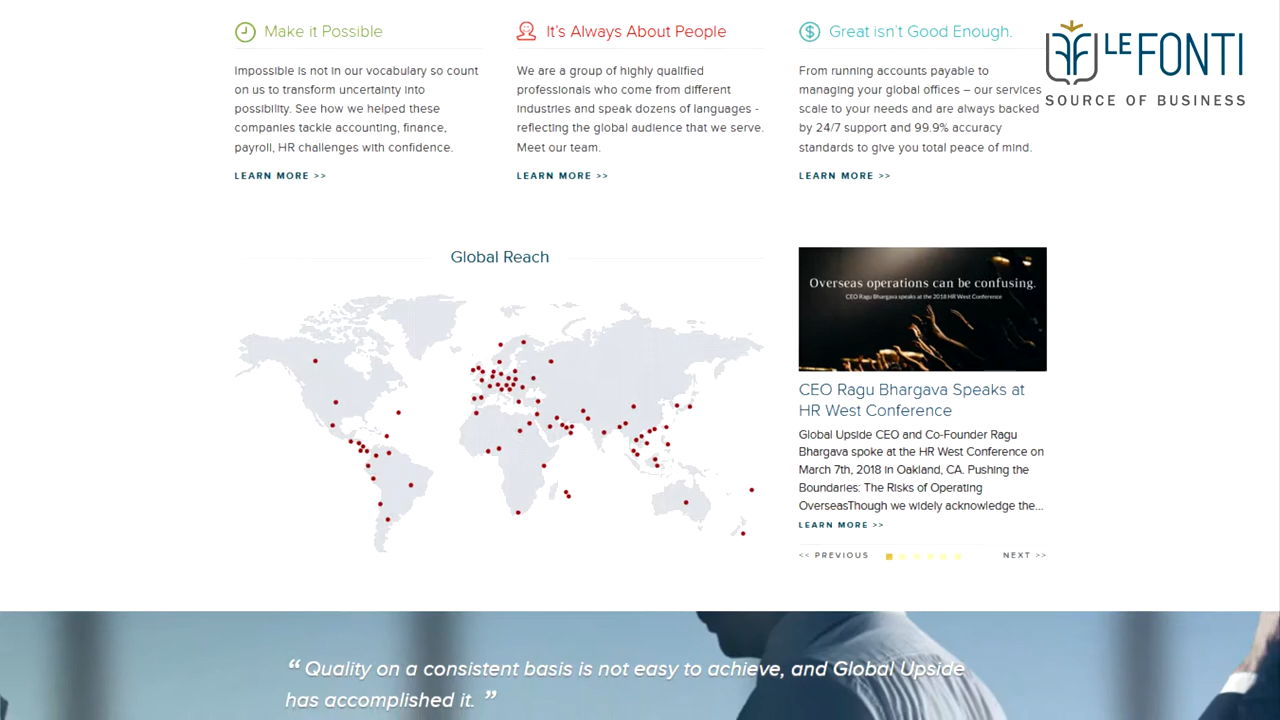 Make it Possible
Impossible is not in our vocabulary so count
on us to transform uncertainty into
possibility. See how we helped these
companies tackle accounting, finance,
payroll, HR challenges with confidence.
LEARN MORE >>
It's Always About People
We are a group of highly qualified
professionals who come from different
industries and speak dozens of languages -
reflecting the global audience that we serve.
Meet our team.
LEARN MORE >>
Great isn't Good Enough.
From running accounts payable to
managing your global offices – our services
scale to your needs and are always backed
by 24/7 support and 99.9% accuracy
standards to give you total peace of mind.
LEARN MORE >>
LE FONTI
SOURCE OF BUSINESS
Global Reach
Overseas operations can be confusing.
CEO Ragu Bhargava speaks at the 2018 HR West Conference
CEO Ragu Bhargava Speaks at
HR West Conference
Global Upside CEO and Co-Founder Ragu
Bhargava spoke at the HR West Conference on
March 7th, 2018 in Oakland, CA. Pushing the
Boundaries: The Risks of Operating
OverseasThough we widely acknowledge the...
LEARN MORE >>
<< PREVIOUS
NEXT >>
“ Quality on a consistent basis is not easy to achieve, and Global Upside
has accomplished it. ”